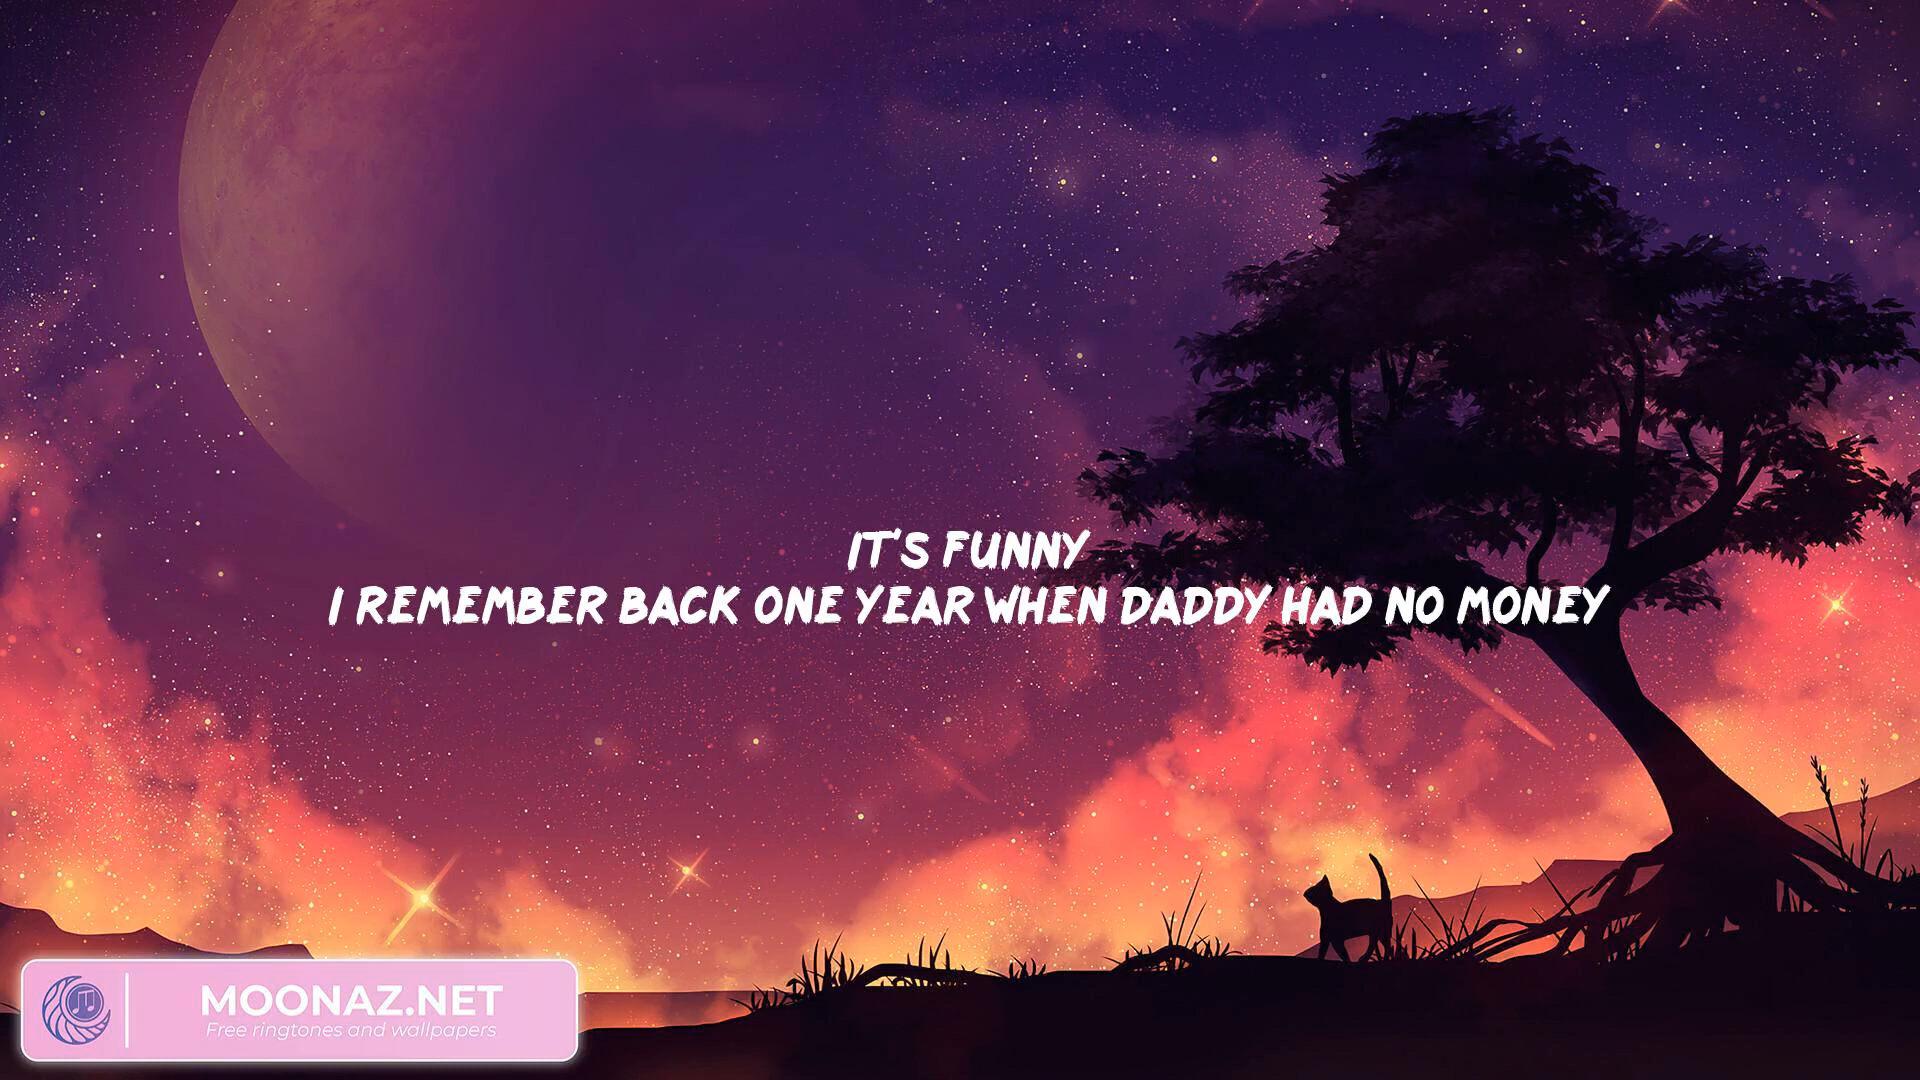 IT'S FUNNY
I REMEMBER BACK ONE YEAR WHEN DADDY HAD NO MONEY
MOONAZ.NET
Free ringtones and wallpapers